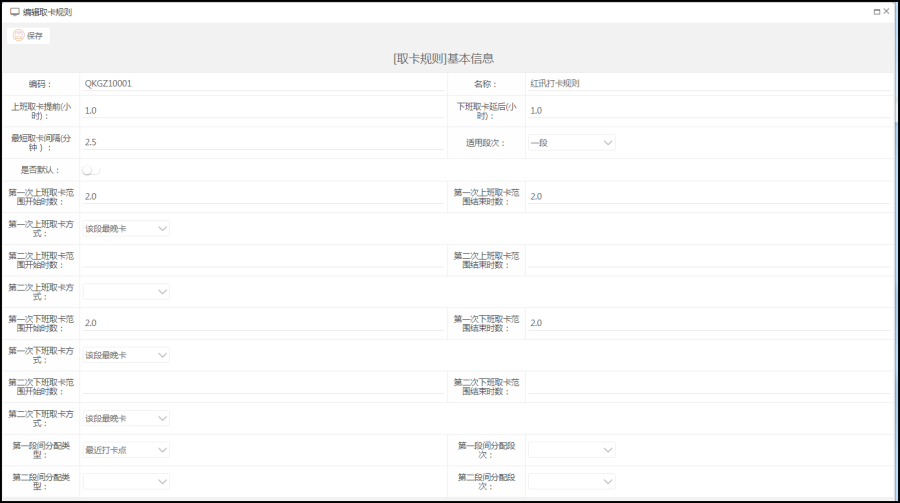 编辑取卡规则
保存
[取卡规则]基本信息
编码：
QKGZ10001
名称：
红讯打卡规则
上班取卡提前(小
时)：
1.0
下班取卡延后(小
时)：
1.0
最短取卡间隔(分
钟 )：
2.5
适用段次：
一段
是否默认：
第一次上班取卡范
围开始时数：
2.0
第一次上班取卡范
围结束时数：
2.0
第一次上班取卡方
式：
该段最晚卡
第二次上班取卡范
围开始时数：
第二次上班取卡范
围结束时数：
第二次上班取卡方
式：
第一次下班取卡范
围开始时数：
2.0
第一次下班取卡范
围结束时数：
2.0
第一次下班取卡方
式：
该段最晚卡
第二次下班取卡范
围开始时数：
第二次下班取卡范
围结束时数：
第二次下班取卡方
式：
该段最晚卡
第一段间分配类
型：
最近打卡点
第一段间分配段
次：
第二段间分配类
型：
第二段间分配段
次：